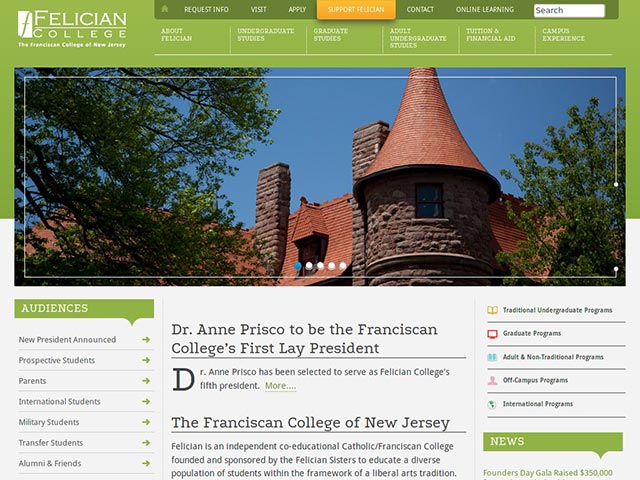 FELICIAN
COLLEGE
The Franciscan College of New Jersey
REQUEST INFO VISIT APPLY SUPPORT FELICIAN CONTACT ONLINE LEARNING Search
ABOUT
FELICIAN
UNDERGRADUATE
STUDIES
GRADUATE
STUDIES
ADULT
UNDERGRADUATE
STUDIES
TUITION &
FINANCIAL AID
CAMPUS
EXPERIENCE
AUDIENCES
New President Announced
Prospective Students
Parents
International Students
Military Students
Transfer Students
Alumni & Friends
Dr. Anne Prisco to be the Franciscan
College's First Lay President
Dr. Anne Prisco has been selected to serve as Felician College's
fifth president. More....
The Franciscan College of New Jersey
Felician is an independent co-educational Catholic/Franciscan College
founded and sponsored by the Felician Sisters to educate a diverse
population of students within the framework of a liberal arts tradition.
Traditional Undergraduate Programs
Graduate Programs
Adult & Non-Traditional Programs
Off-Campus Programs
International Programs
NEWS
Founders Day Gala Raised $350,000